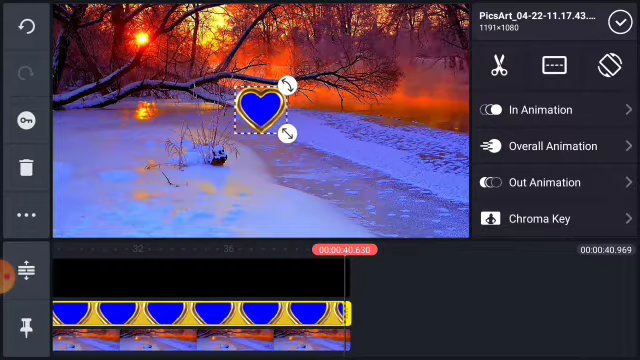 PicsArt_04-22-11.17.43....
1191×1080
In Animation
Overall Animation
Out Animation
Chroma Key
32
36
00:00:40.630
00:00:40.969